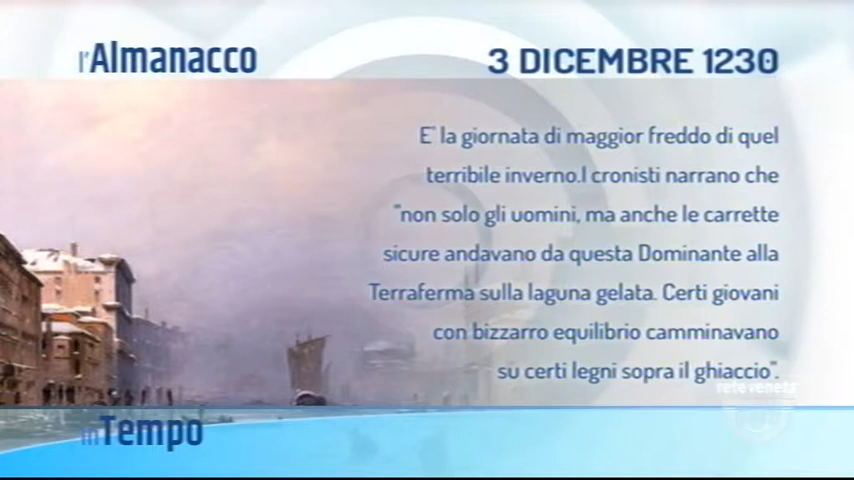 l'Almanacco
3 DICEMBRE 1230
E' la giornata di maggior freddo di quel
terribile inverno.I cronisti narrano che
"non solo gli uomini, ma anche le carrette
sicure andavano da questa Dominante alla
Terraferma sulla laguna gelata. Certi giovani
con bizzarro equilibrio camminavano
su certi legni sopra il ghiaccio".
reteveneta
inTempo